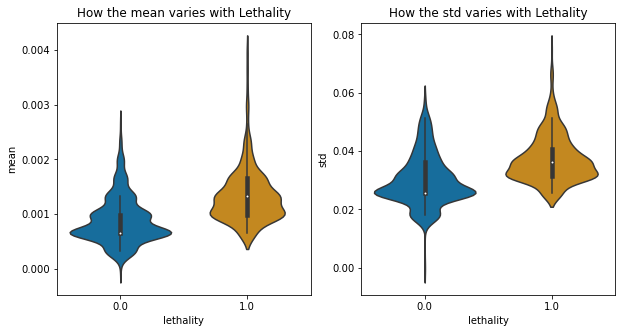 How the mean varies with Lethality
0.004
0.003
0.002
0.001
0.000
mean
0.0
1.0
lethality
How the std varies with Lethality
0.08
0.06
0.04
0.02
0.00
std
0.0
1.0
lethality